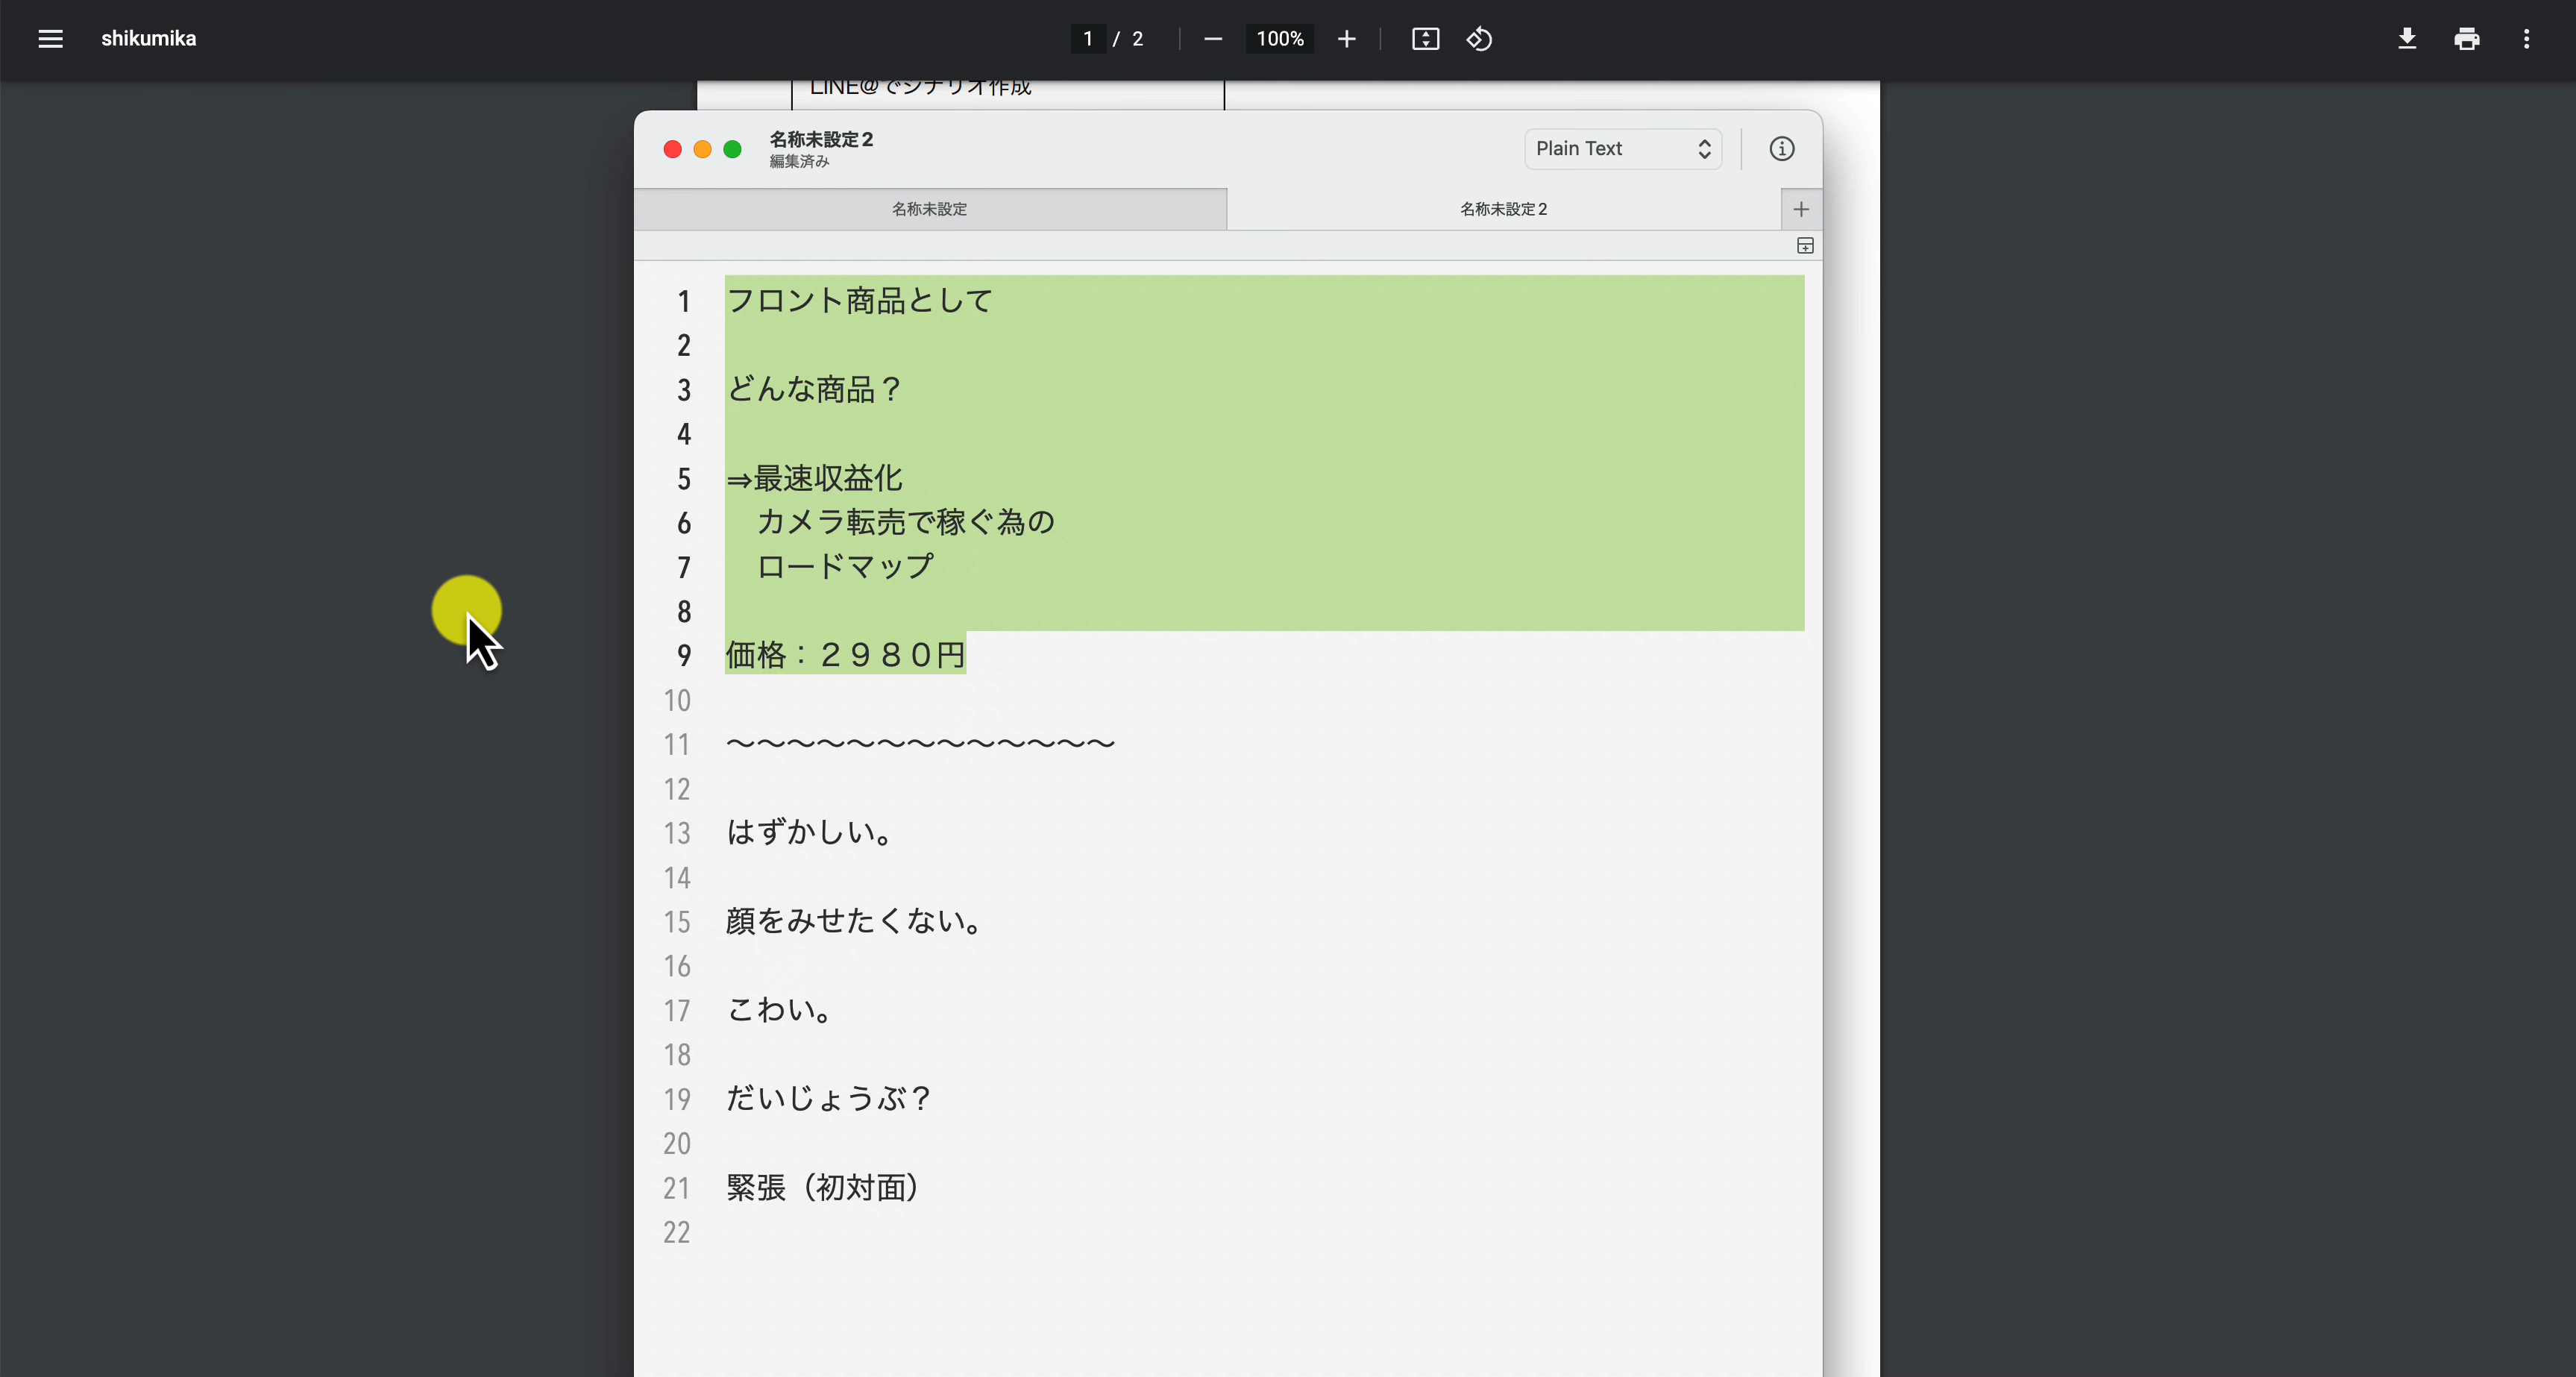 shikumika
1 / 2
100%
LINE@でシナリオ作成
名称未設定2
編集済み
Plain Text
名称未設定
名称未設定2
1 フロント商品として
2
3 どんな商品？
4
5 ⇒最速収益化
6 　カメラ転売で稼ぐ為の
7 　ロードマップ
8
9 価格：２９８０円
10
11 〜〜〜〜〜〜〜〜〜〜〜〜〜
12
13 はずかしい。
14
15 顔をみせたくない。
16
17 こわい。
18
19 だいじょうぶ？
20
21 緊張（初対面）
22